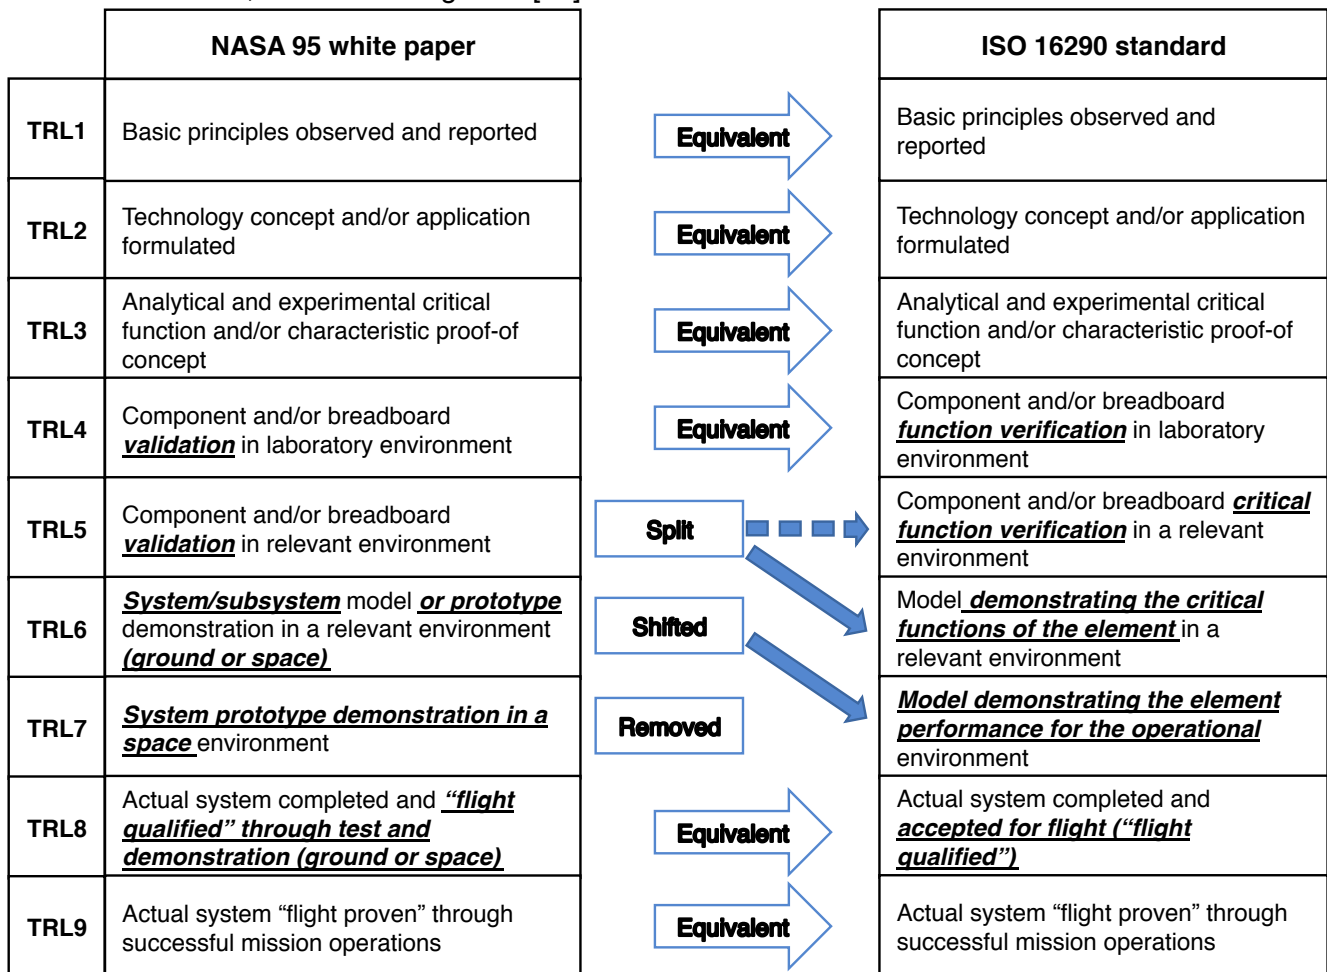 NASA 95 white paper
ISO 16290 standard
TRL1
Basic principles observed and reported
Equivalent
Basic principles observed and
reported
TRL2
Technology concept and/or application
formulated
Equivalent
Technology concept and/or application
formulated
TRL3
Analytical and experimental critical
function and/or characteristic proof-of
concept
Equivalent
Analytical and experimental critical
function and/or characteristic proof-of
concept
TRL4
Component and/or breadboard
validation in laboratory environment
Equivalent
Component and/or breadboard
function verification in laboratory
environment
TRL5
Component and/or breadboard
validation in relevant environment
Split
Component and/or breadboard critical
function verification in a relevant
environment
TRL6
System/subsystem model or prototype
demonstration in a relevant environment
(ground or space)
Shifted
Model demonstrating the critical
functions of the element in a
relevant environment
TRL7
System prototype demonstration in a
space environment
Removed
Model demonstrating the element
performance for the operational
environment
TRL8
Actual system completed and “flight
qualified” through test and
demonstration (ground or space)
Equivalent
Actual system completed and
accepted for flight (“flight
qualified”)
TRL9
Actual system “flight proven” through
successful mission operations
Equivalent
Actual system “flight proven” through
successful mission operations